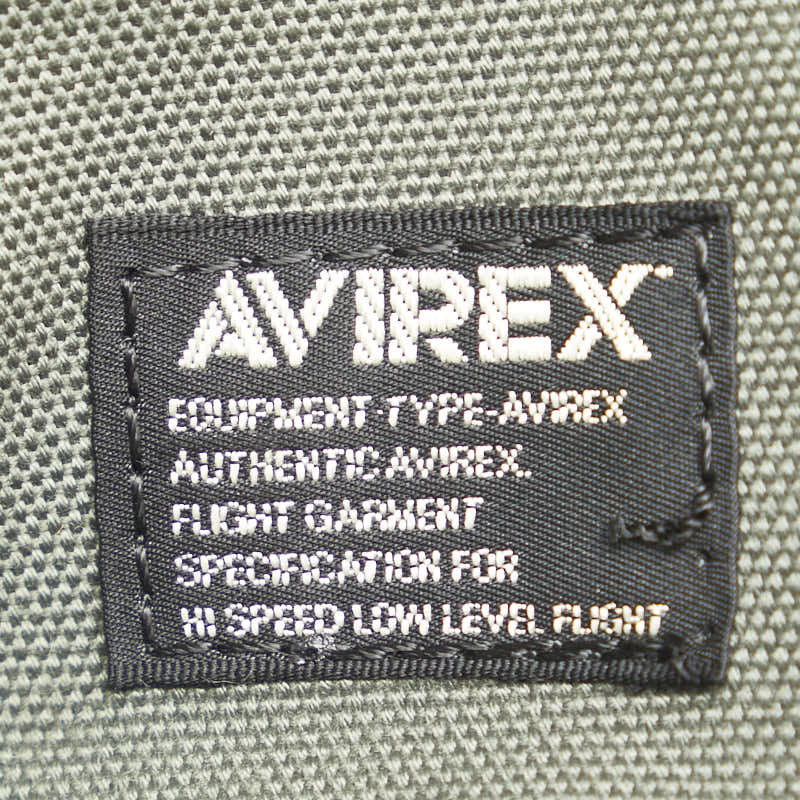 AVIREX
EQUIPMENT-TYPE-AVIREX
AUTHENTIC AVIREX.
FLIGHT GARMENT
SPECIFICATION FOR
HI SPEED LOW LEVEL FLIGHT